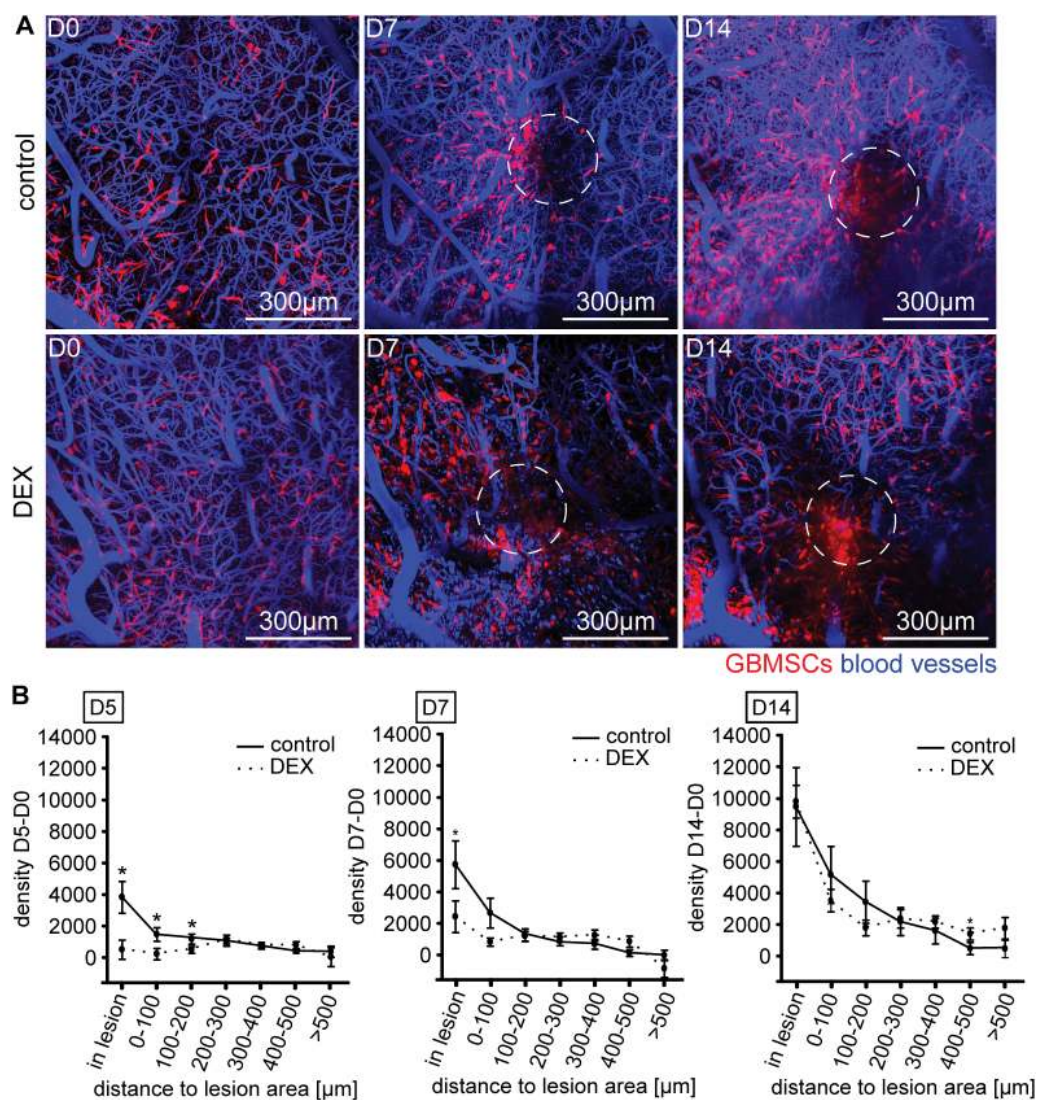 A
D0
D7
D14
control
300µm
300µm
300µm
D0
D7
D14
DEX
300µm
300µm
300µm
GBMSCs blood vessels
B
D5
14000
12000
10000
8000
6000
4000
2000
0
density D5-D0
control
DEX
*
*
*
in lesion
0-100
100-200
200-300
300-400
400-500
>500
distance to lesion area [µm]
D7
14000
12000
10000
8000
6000
4000
2000
0
density D7-D0
control
DEX
*
in lesion
0-100
100-200
200-300
300-400
400-500
>500
distance to lesion area [µm]
D14
14000
12000
10000
8000
6000
4000
2000
0
density D14-D0
control
DEX
*
in lesion
0-100
100-200
200-300
300-400
400-500
>500
distance to lesion area [µm]